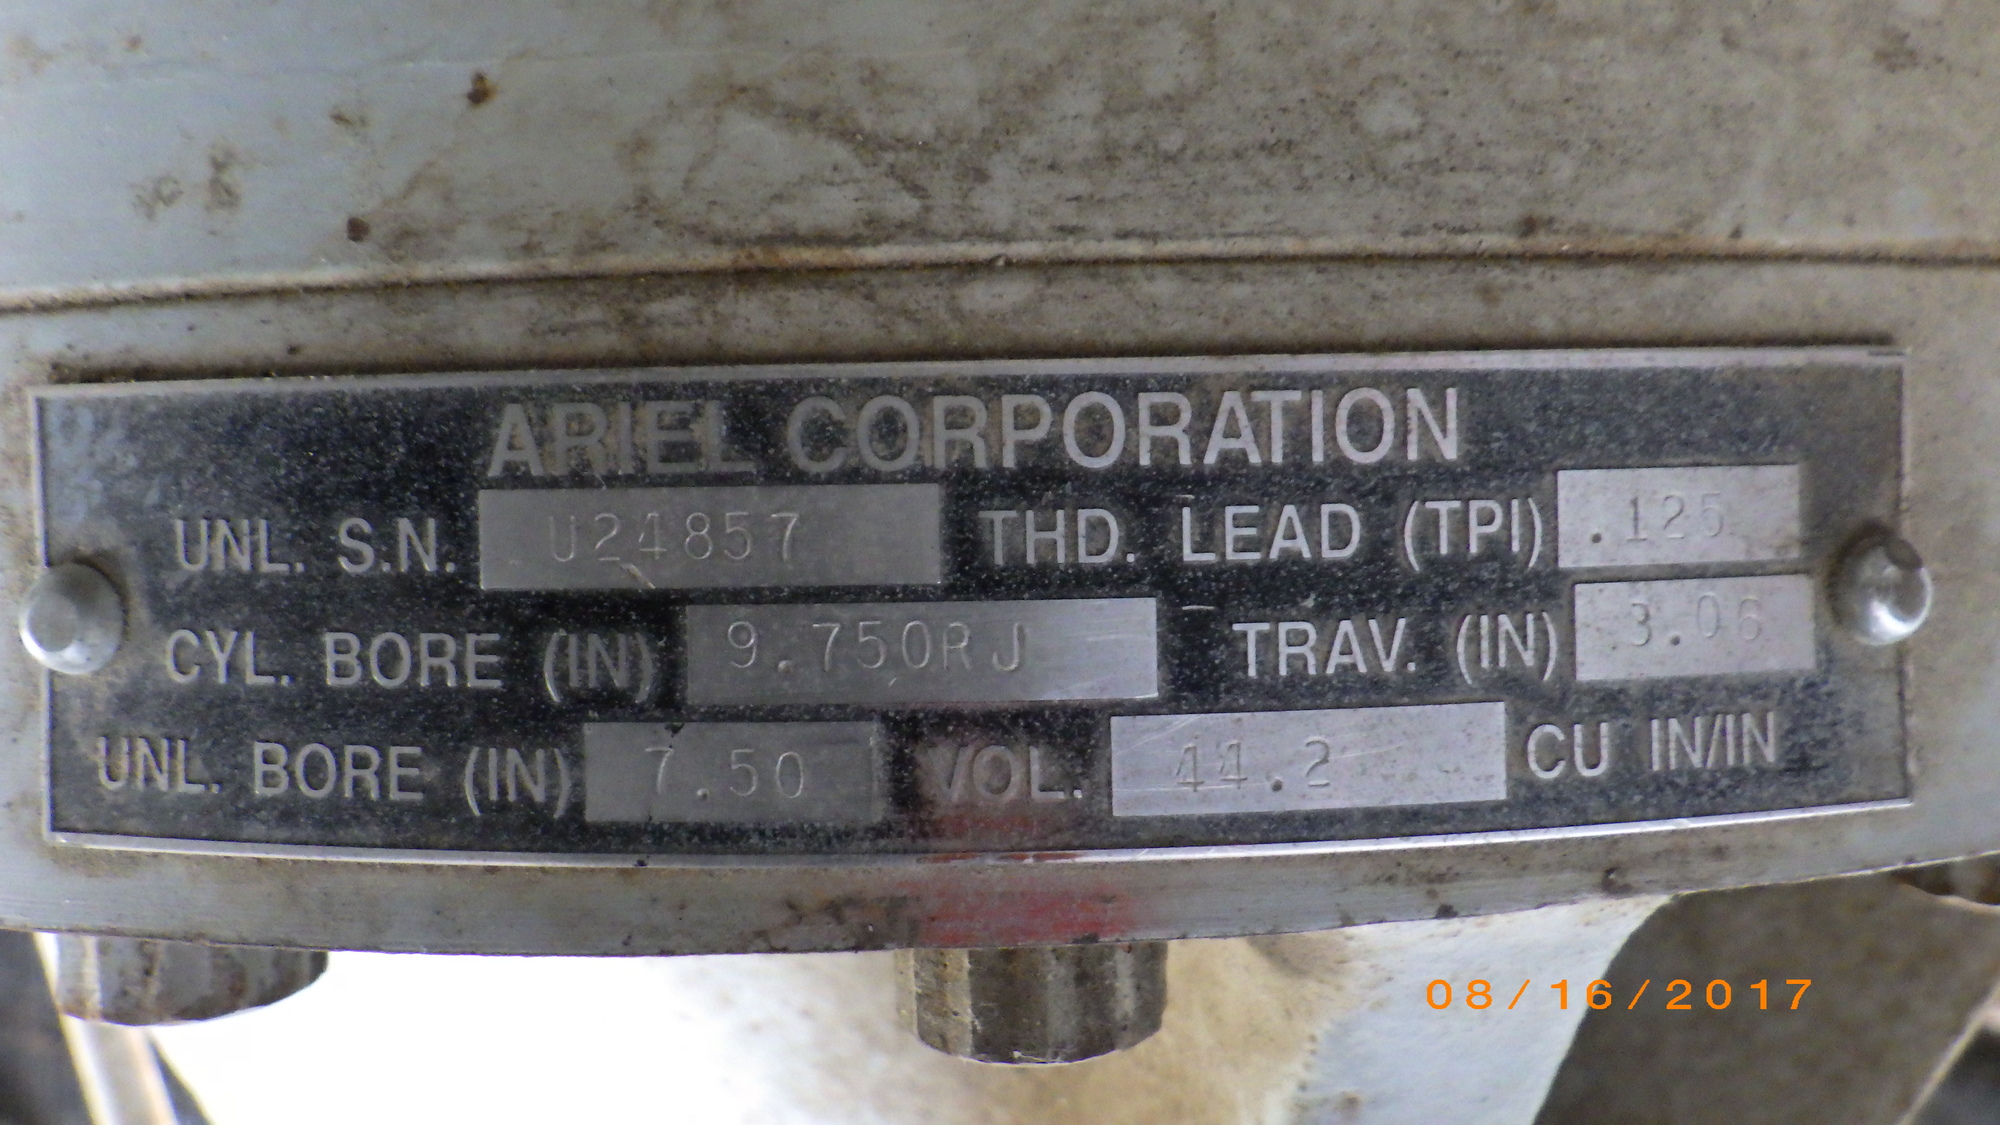 ARIEL CORPORATION
UNL. S.N. U24857 THD. LEAD (TPI) .125
CYL. BORE (IN) 9.750RJ TRAV. (IN) 3.06
UNL. BORE (IN) 7.50 VOL. 44.2 CU IN/IN
08/16/2017